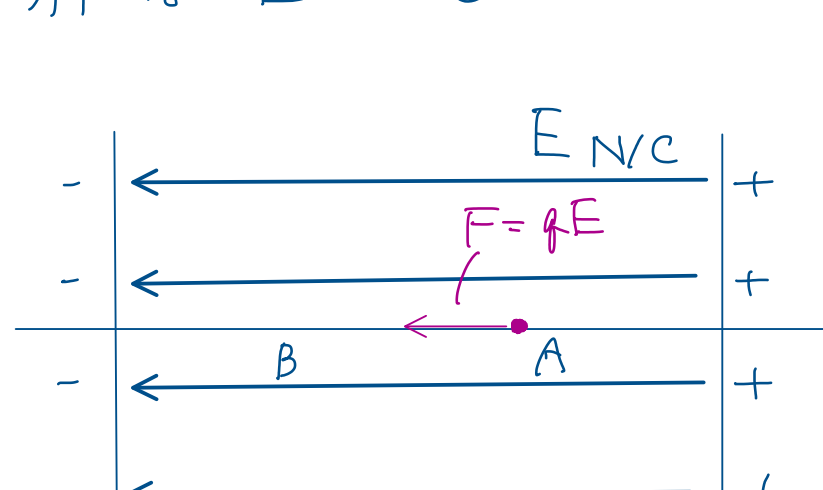 E N/C
- +
F = qE
- +
B A
- +